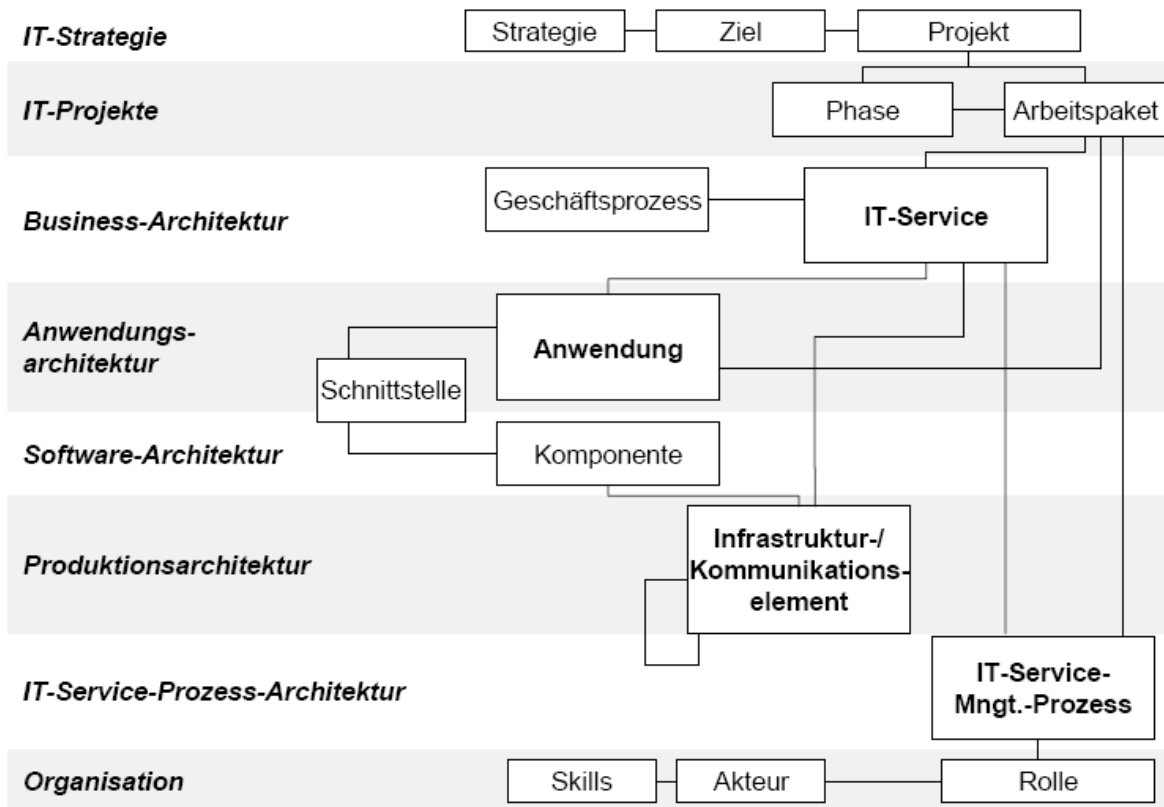 IT-Strategie
Strategie
Ziel
Projekt
IT-Projekte
Phase
Arbeitspaket
Business-Architektur
Geschäftsprozess
IT-Service
Anwendungs-
architektur
Anwendung
Schnittstelle
Software-Architektur
Komponente
Produktionsarchitektur
Infrastruktur-/
Kommunikations-
element
IT-Service-Prozess-Architektur
IT-Service-
Mngt.-Prozess
Organisation
Skills
Akteur
Rolle